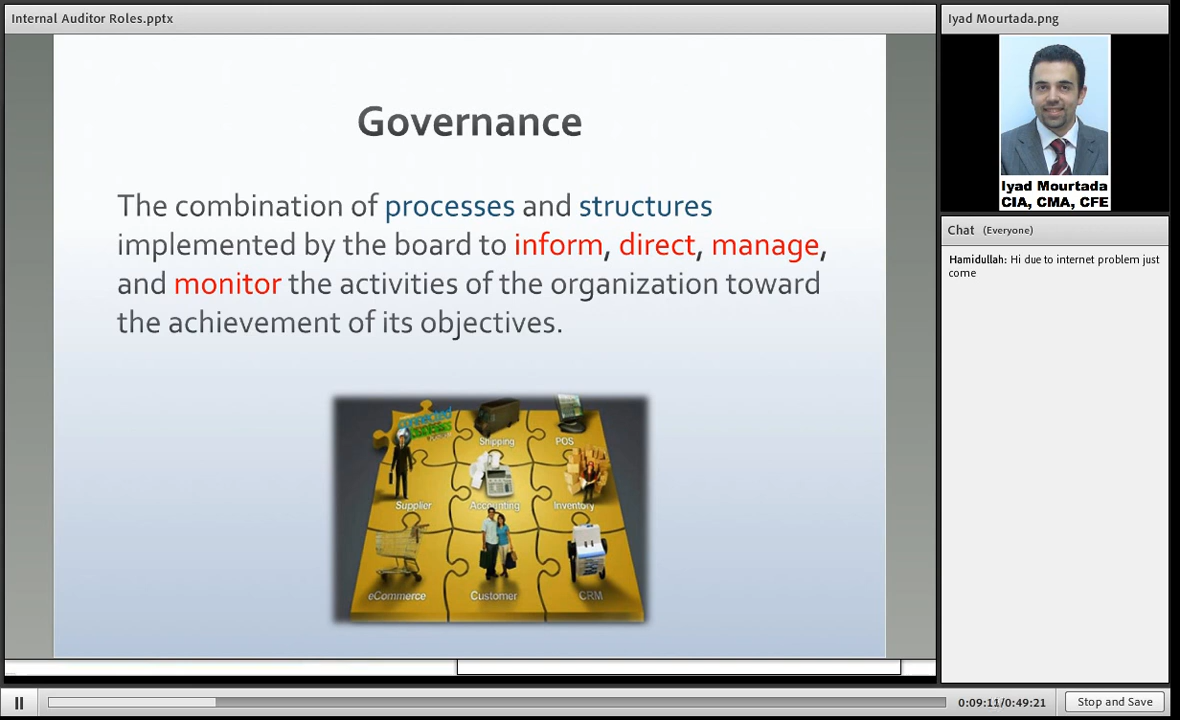 Internal Auditor Roles.pptx
Iyad Mourtada.png
Governance
The combination of processes and structures
implemented by the board to inform, direct, manage,
and monitor the activities of the organization toward
the achievement of its objectives.
Shipping
POS
Supplier
Accounting
Inventory
eCommerce
Customer
CRM
Iyad Mourtada
CIA, CMA, CFE
Chat (Everyone)
Hamidullah: Hi due to internet problem just
come
0:09:11/0:49:21
Stop and Save